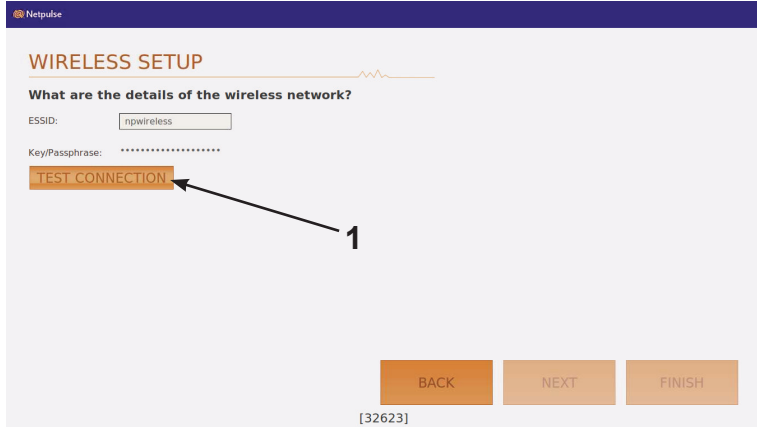 @ Netpulse
WIRELESS SETUP
What are the details of the wireless network?
ESSID: npwireless
Key/Passphrase: ••••••••••••••••••••
TEST CONNECTION
1
BACK NEXT FINISH
[32623]